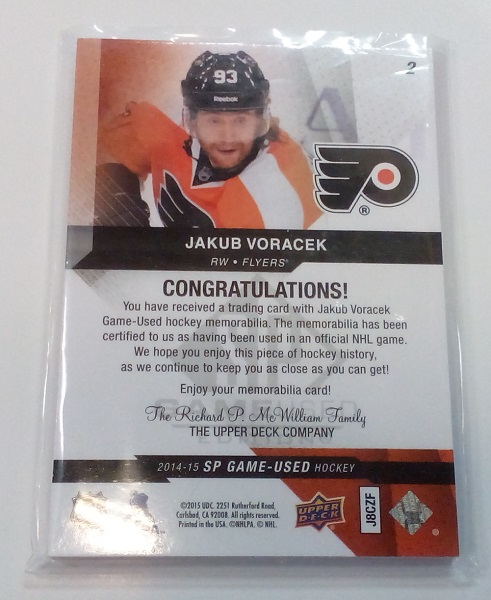 2
93
Reebok
®
JAKUB VORACEK
RW • FLYERS®
CONGRATULATIONS!
You have received a trading card with Jakub Voracek
Game-Used hockey memorabilia. The memorabilia has been
certified to us as having been used in an official NHL game.
We hope you enjoy this piece of hockey history,
as we continue to keep you as close as you can get!
Enjoy your memorabilia card!
The Richard P. McWilliam Family
THE UPPER DECK COMPANY
2014-15 SP GAME-USED HOCKEY
©2015 UDC, 2251 Rutherford Road,
Carlsbad, CA 92008. All rights reserved.
Printed in the USA. ©NHLPA, © NHL.
UPPER
DECK
J8CZF